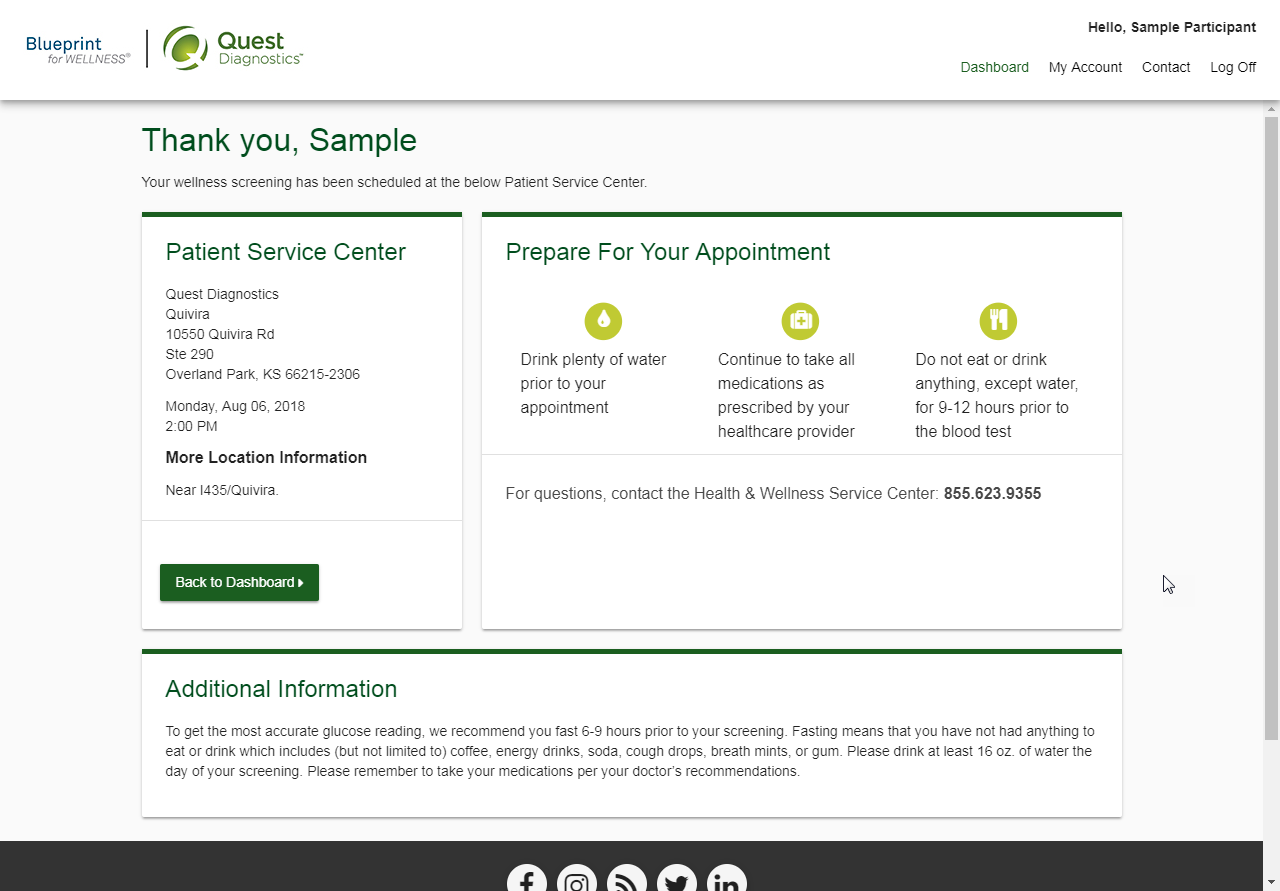 Blueprint
for WELLNESS®
Quest
Diagnostics™
Hello, Sample Participant
Dashboard My Account Contact Log Off
Thank you, Sample
Your wellness screening has been scheduled at the below Patient Service Center.
Patient Service Center
Quest Diagnostics
Quivira
10550 Quivira Rd
Ste 290
Overland Park, KS 66215-2306
Monday, Aug 06, 2018
2:00 PM
More Location Information
Near I435/Quivira.
Back to Dashboard
Prepare For Your Appointment
Drink plenty of water
prior to your
appointment
Continue to take all
medications as
prescribed by your
healthcare provider
Do not eat or drink
anything, except water,
for 9-12 hours prior to
the blood test
For questions, contact the Health & Wellness Service Center: 855.623.9355
Additional Information
To get the most accurate glucose reading, we recommend you fast 6-9 hours prior to your screening. Fasting means that you have not had anything to
eat or drink which includes (but not limited to) coffee, energy drinks, soda, cough drops, breath mints, or gum. Please drink at least 16 oz. of water the
day of your screening. Please remember to take your medications per your doctor’s recommendations.